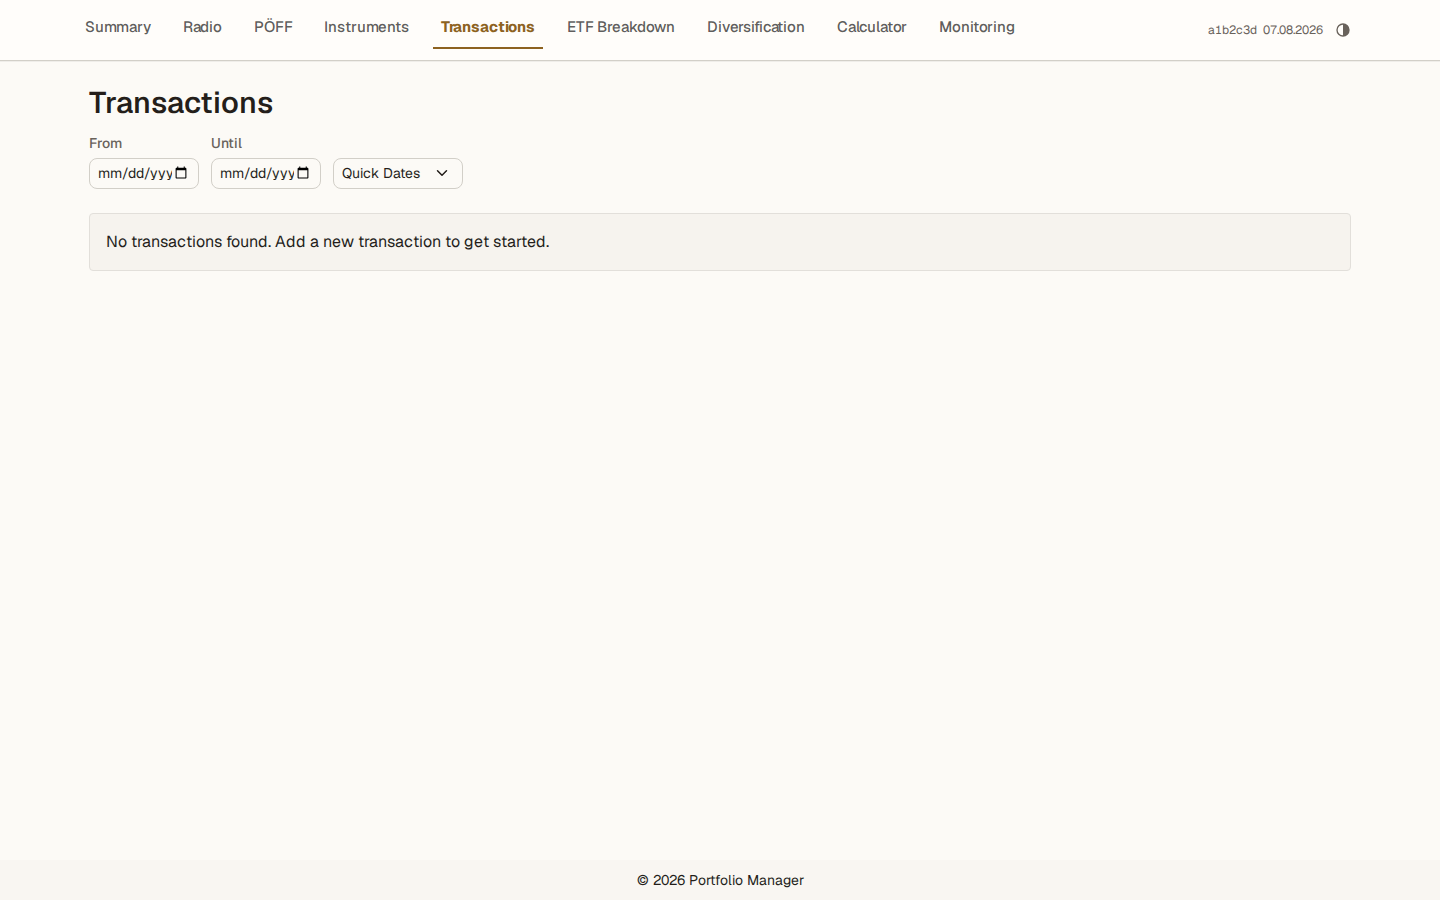 Summary Radio PÖFF Instruments Transactions ETF Breakdown Diversification Calculator Monitoring a1b2c3d 07.08.2026
Transactions
From Until
mm/dd/yyy mm/dd/yyy Quick Dates
No transactions found. Add a new transaction to get started.
© 2026 Portfolio Manager